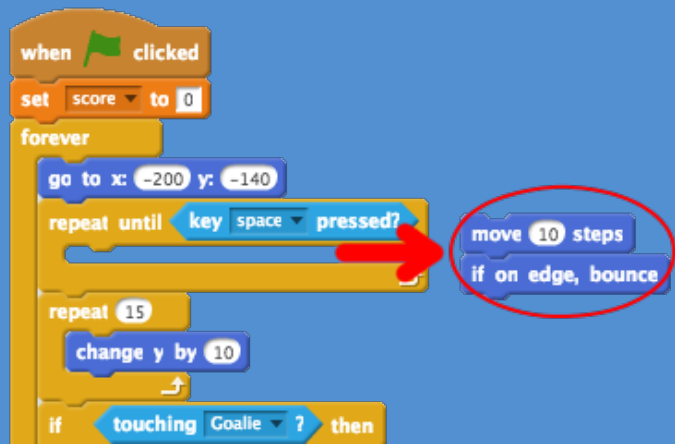 when clicked
set score to 0
forever
go to x: -200 y: -140
repeat until key space pressed?
move 10 steps
if on edge, bounce
repeat 15
change y by 10
if touching Goalie ? then